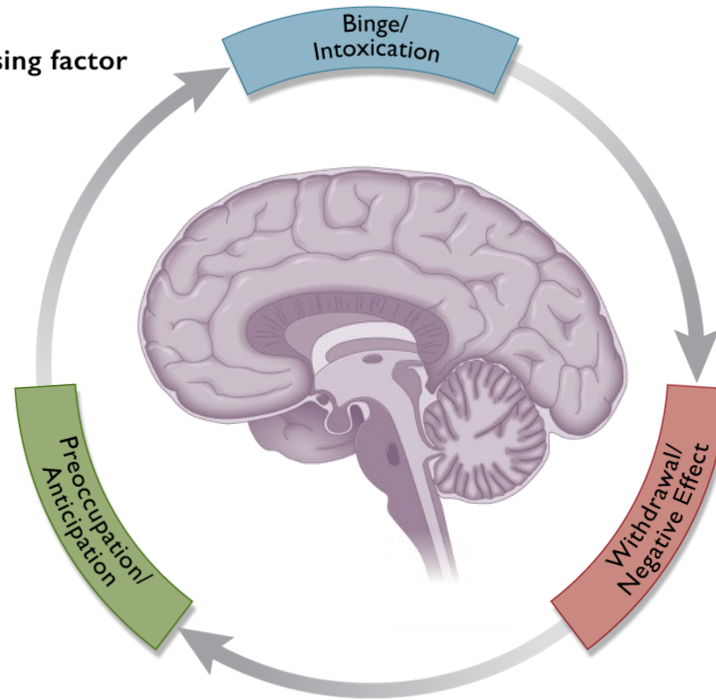 sing factor
Binge/
Intoxication
Withdrawal/
Negative Effect
Preoccupation/
Anticipation